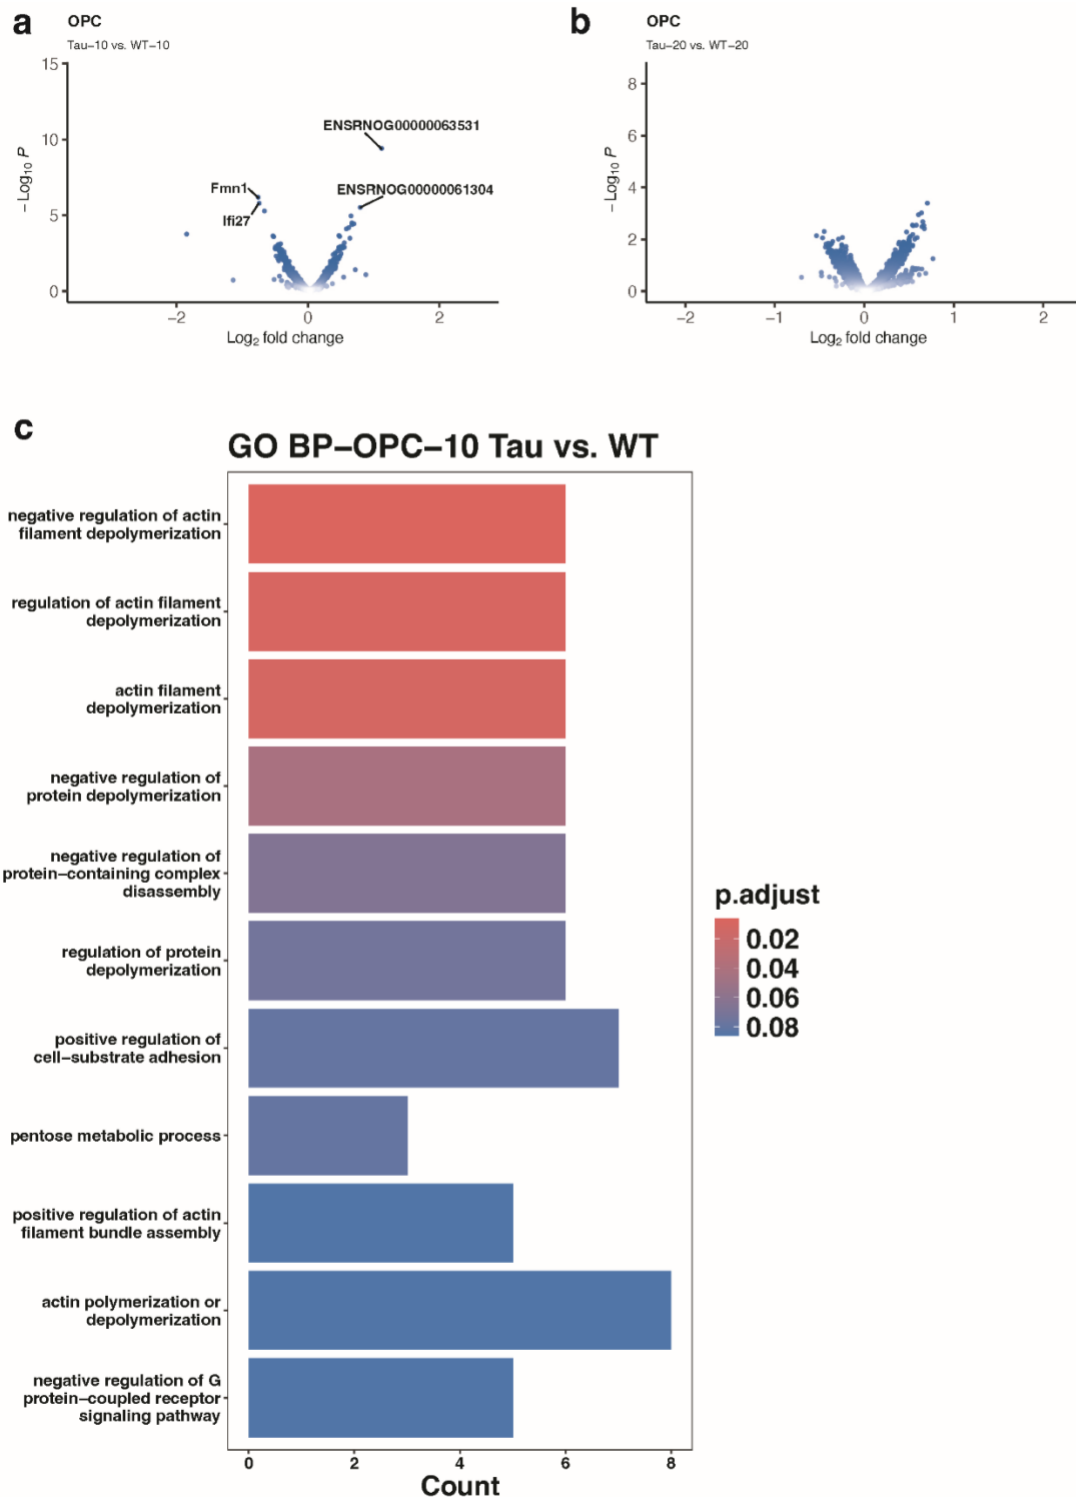 a
OPC
Tau−10 vs. WT−10
15
10
5
0
− Log10 P
ENSRNOG00000063531
Fmn1
Ifi27
ENSRNOG00000061304
−2
0
2
Log2 fold change
b
OPC
Tau−20 vs. WT−20
8
6
4
2
0
− Log10 P
−2
−1
0
1
2
Log2 fold change
c
GO BP−OPC−10 Tau vs. WT
negative regulation of actin
filament depolymerization
regulation of actin filament
depolymerization
actin filament
depolymerization
negative regulation of
protein depolymerization
negative regulation of
protein−containing complex
disassembly
regulation of protein
depolymerization
positive regulation of
cell−substrate adhesion
pentose metabolic process
positive regulation of actin
filament bundle assembly
actin polymerization or
depolymerization
negative regulation of G
protein−coupled receptor
signaling pathway
0
2
4
6
8
Count
p.adjust
0.02
0.04
0.06
0.08